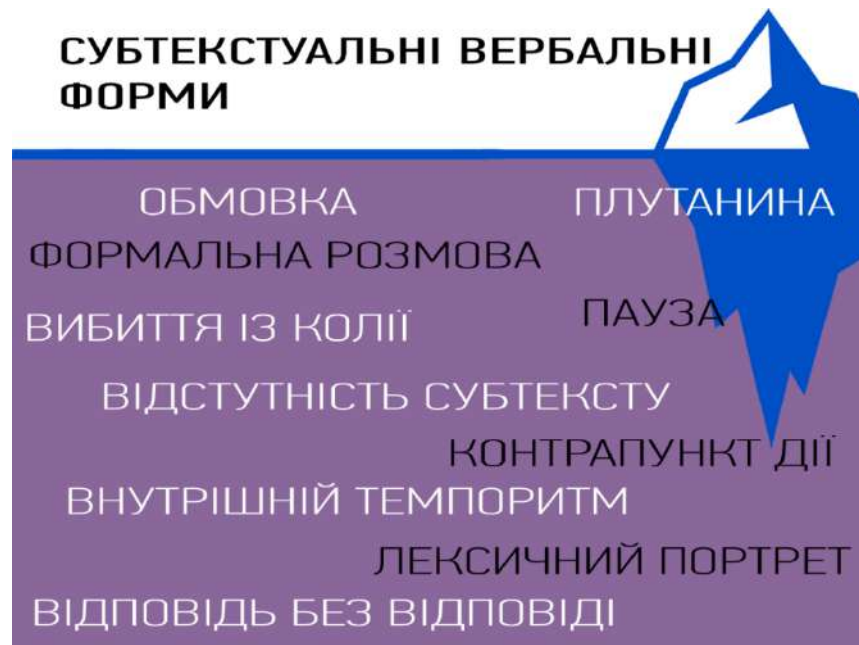 СУБТЕКСТУАЛЬНІ ВЕРБАЛЬНІ
ФОРМИ
ОБМОВКА
ПЛУТАНИНА
ФОРМАЛЬНА РОЗМОВА
ПАУЗА
ВИБИТТЯ ІЗ КОЛІЇ
ВІДСТУТНІСТЬ СУБТЕКСТУ
КОНТРАПУНКТ ДІЇ
ВНУТРІШНІЙ ТЕМПОРИТМ
ЛЕКСИЧНИЙ ПОРТРЕТ
ВІДПОВІДЬ БЕЗ ВІДПОВІДІ